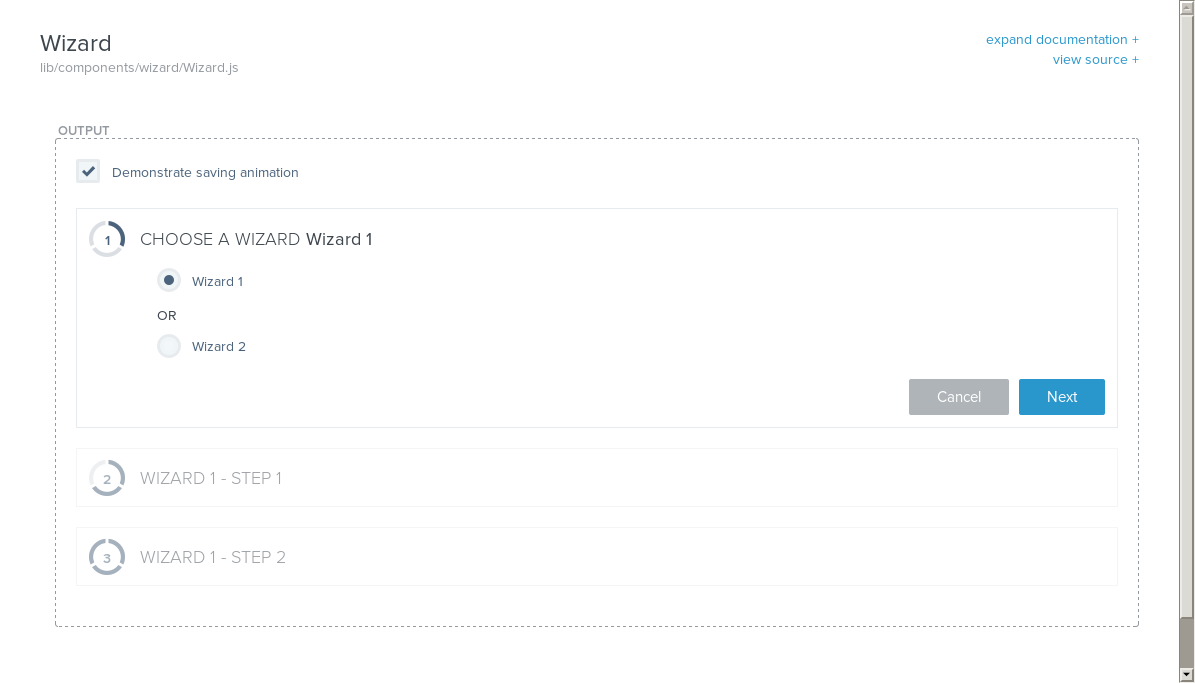 Wizard
lib/components/wizard/Wizard.js
expand documentation +
view source +
OUTPUT
Demonstrate saving animation
1
CHOOSE A WIZARD Wizard 1
Wizard 1
OR
Wizard 2
Cancel
Next
2
WIZARD 1 - STEP 1
3
WIZARD 1 - STEP 2